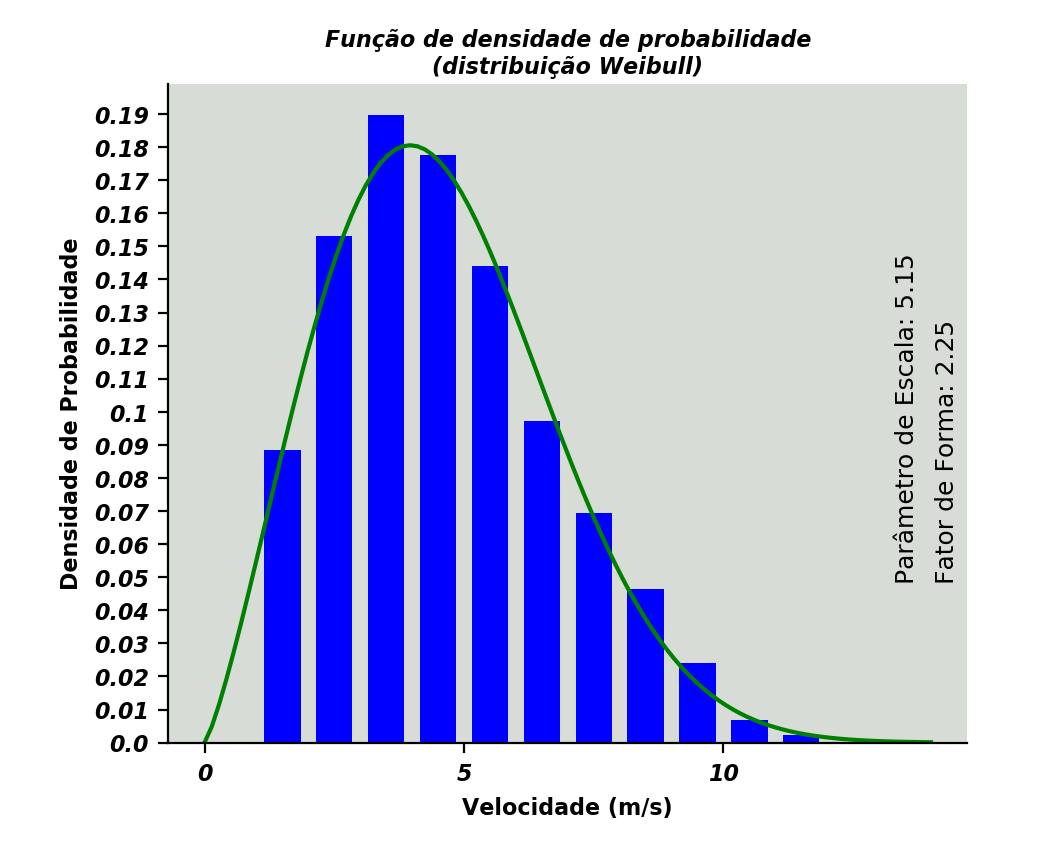 Função de densidade de probabilidade
(distribuição Weibull)
0.19
0.18
0.17
0.16
0.15
0.14
0.13
0.12
0.11
0.1
0.09
0.08
0.07
0.06
0.05
0.04
0.03
0.02
0.01
0.0
Densidade de Probabilidade
Parâmetro de Escala: 5.15
Fator de Forma: 2.25
0 5 10
Velocidade (m/s)